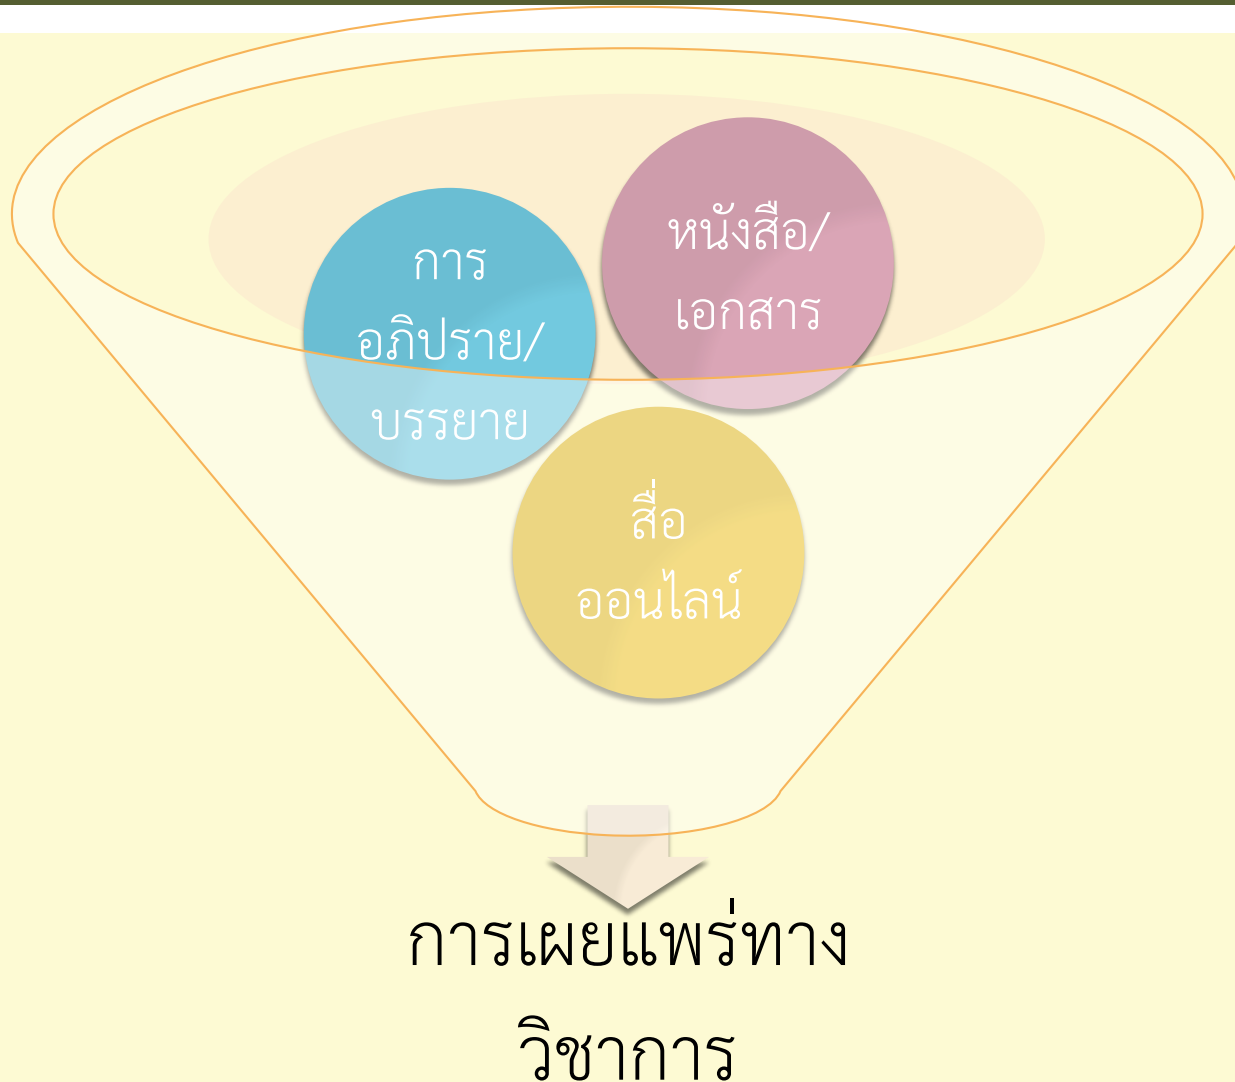 การ
อภิปราย/
บรรยาย
หนังสือ/
เอกสาร
สื่อ
ออนไลน์
การเผยแพร่ทาง
วิชาการ